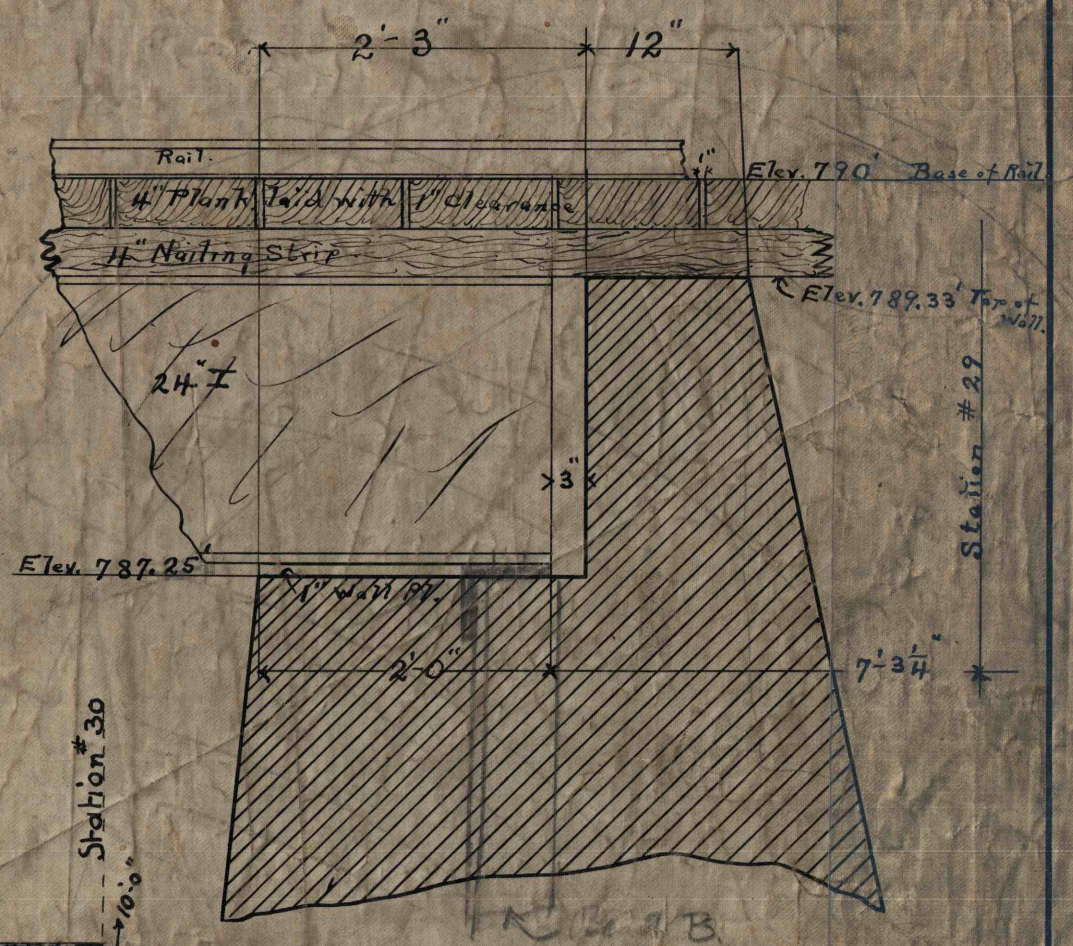 2'-3"
12"
Rail.
1"
Elev. 790' Base of Rail.
4" Plank laid with 1" Clearance
4" Nailing Strip
Elev. 789.33' Top of
Wall.
24" I
3"
Station #29
Elev. 787.25'
1" Wall Pl.
2'-0"
7'-3 1/4"
Station #30
10'-0"
B.